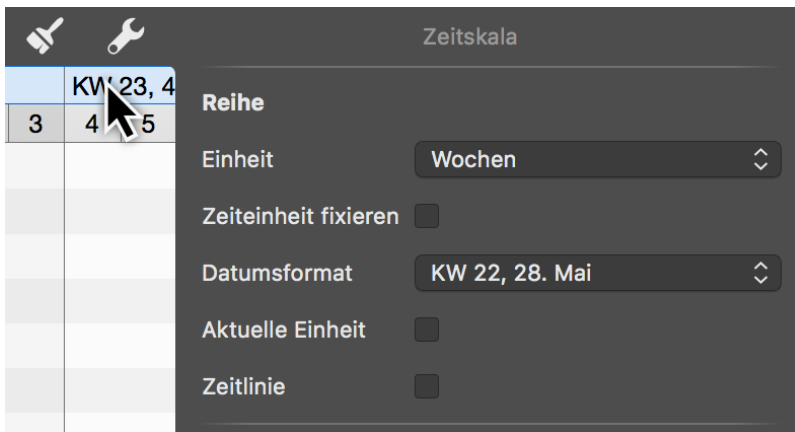 Zeitskala
KW 23, 4
3 4 5
Reihe
Einheit Wochen
Zeiteinheit fixieren
Datumsformat KW 22, 28. Mai
Aktuelle Einheit
Zeitlinie